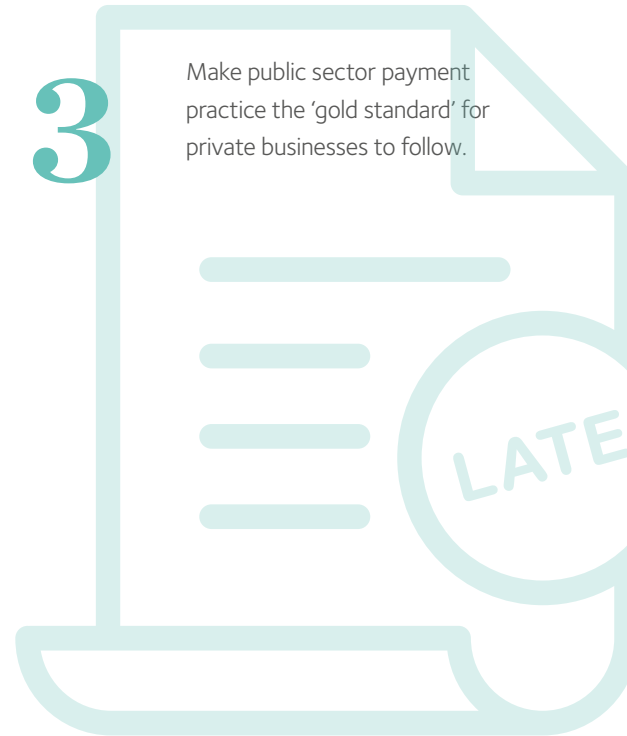 3
Make public sector payment
practice the ‘gold standard’ for
private businesses to follow.
LATE